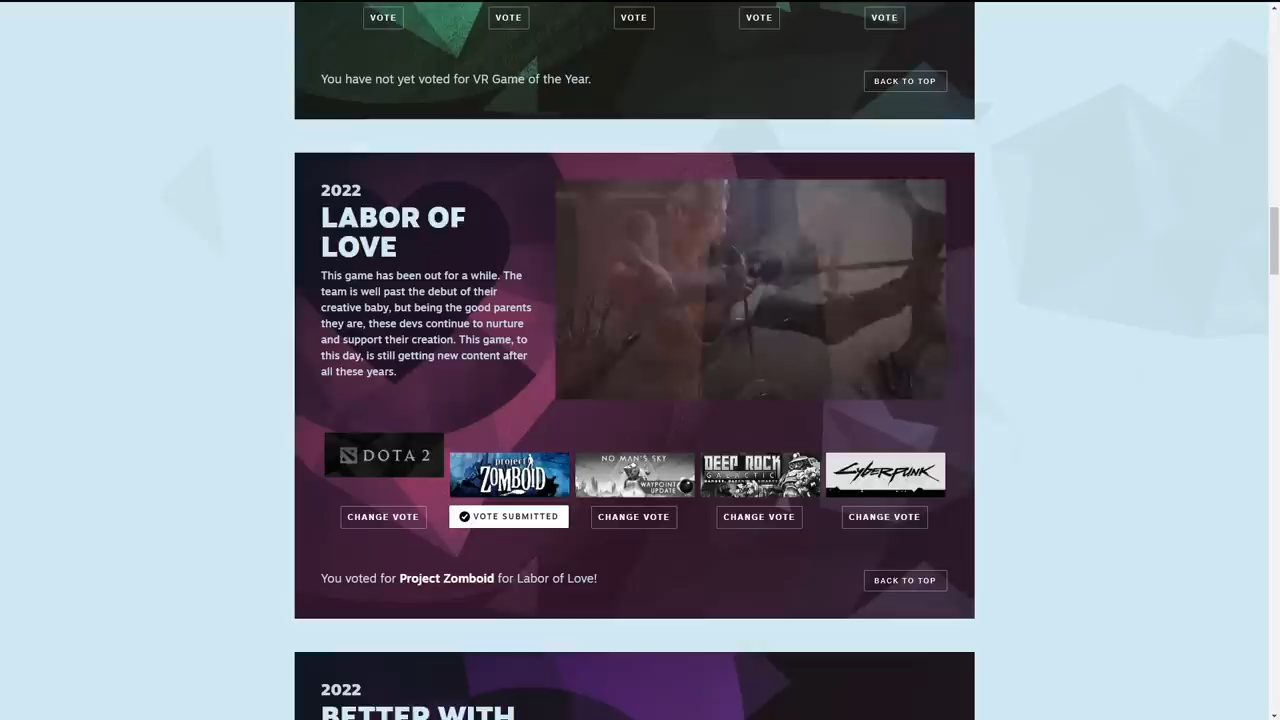 VOTE VOTE VOTE VOTE VOTE
You have not yet voted for VR Game of the Year.
BACK TO TOP
2022
LABOR OF
LOVE
This game has been out for a while. The
team is well past the debut of their
creative baby, but being the good parents
they are, these devs continue to nurture
and support their creation. This game, to
this day, is still getting new content after
all these years.
DOTA 2
project
ZOMBOID
NO MAN'S SKY
WAYPOINT
UPDATE
DEEP ROCK
GALACTIC
CYBERPUNK
CHANGE VOTE VOTE SUBMITTED CHANGE VOTE CHANGE VOTE CHANGE VOTE
You voted for Project Zomboid for Labor of Love!
BACK TO TOP
2022
BETTER WITH